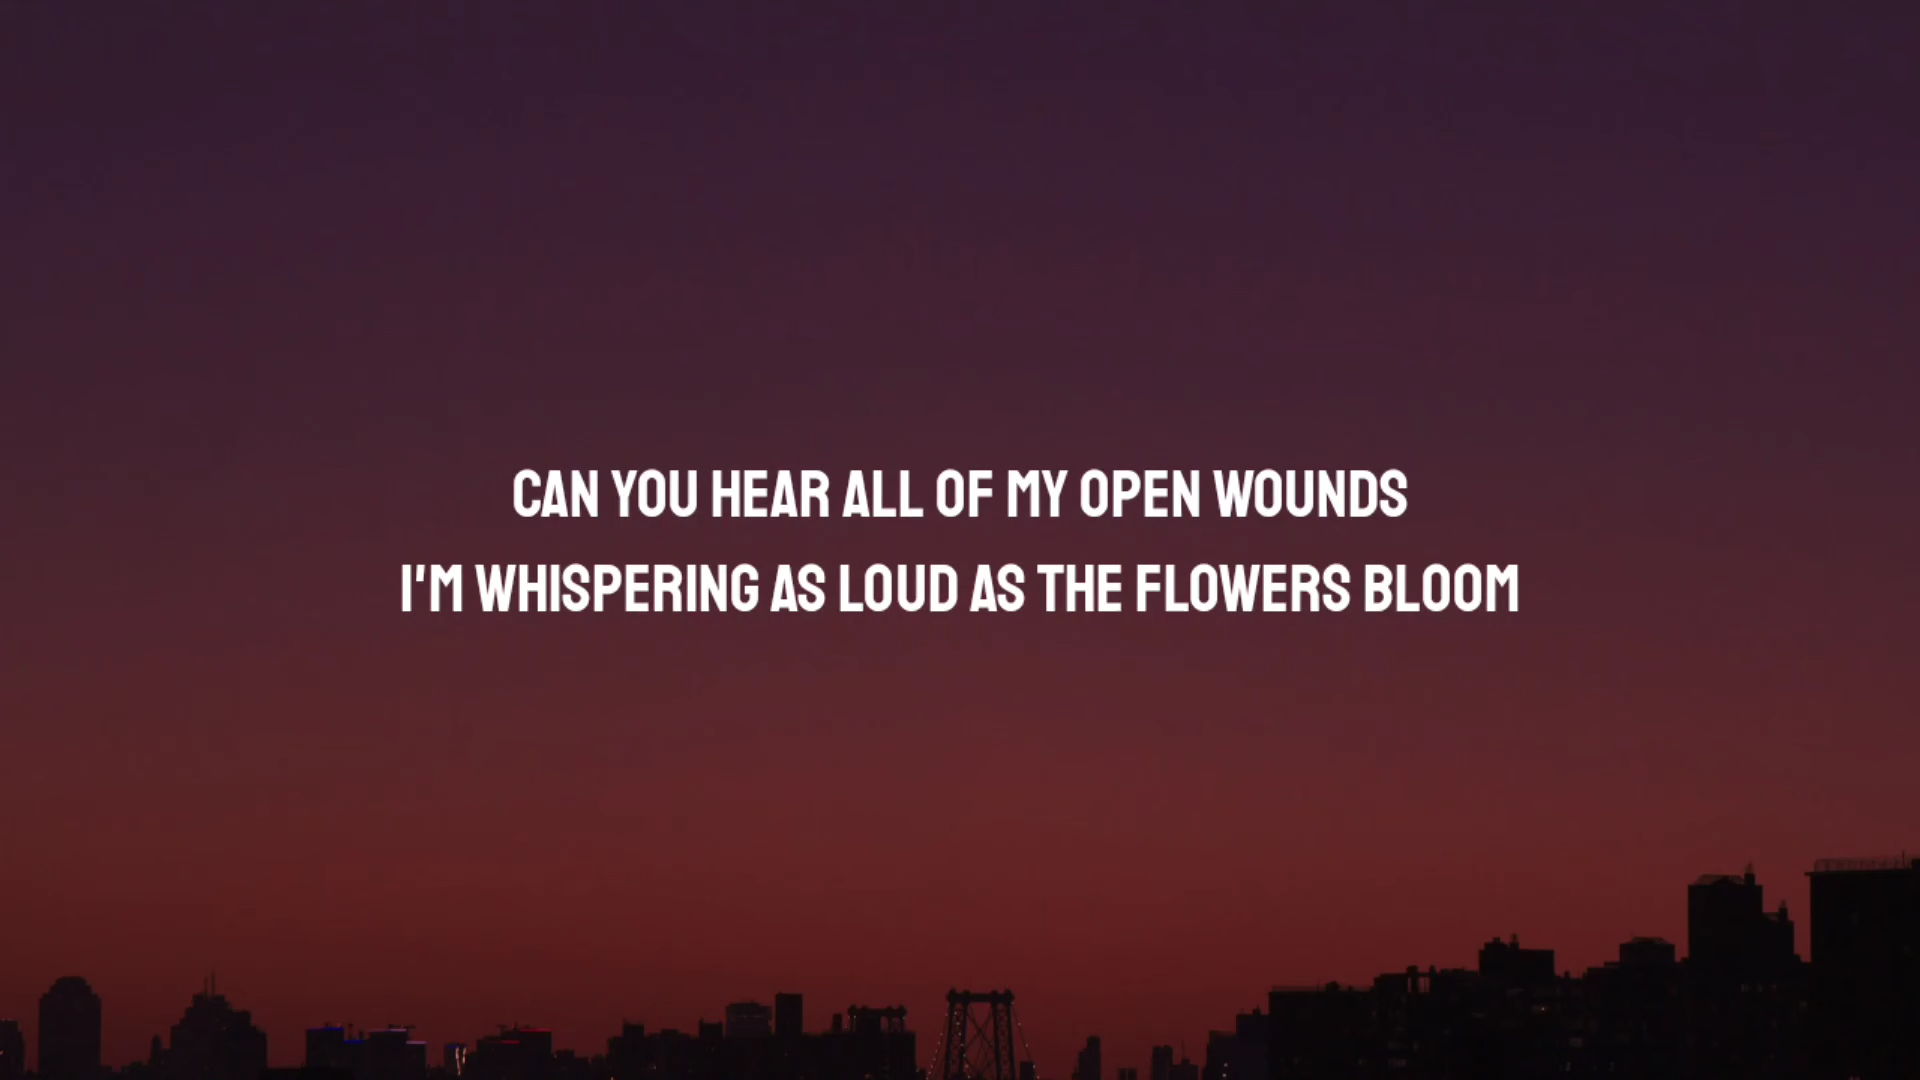 CAN YOU HEAR ALL OF MY OPEN WOUNDS
I'M WHISPERING AS LOUD AS THE FLOWERS BLOOM